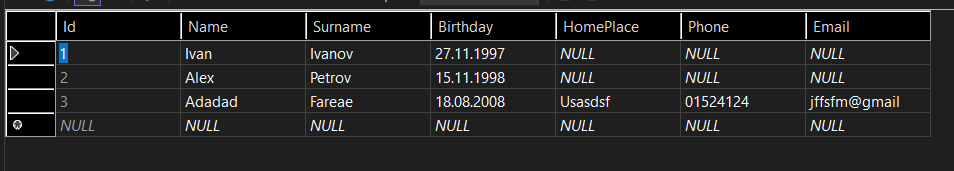 Id Name Surname Birthday HomePlace Phone Email
1 Ivan Ivanov 27.11.1997 NULL NULL NULL
2 Alex Petrov 15.11.1998 NULL NULL NULL
3 Adadad Fareae 18.08.2008 Usasdsf 01524124 jffsfm@gmail
NULL NULL NULL NULL NULL NULL NULL